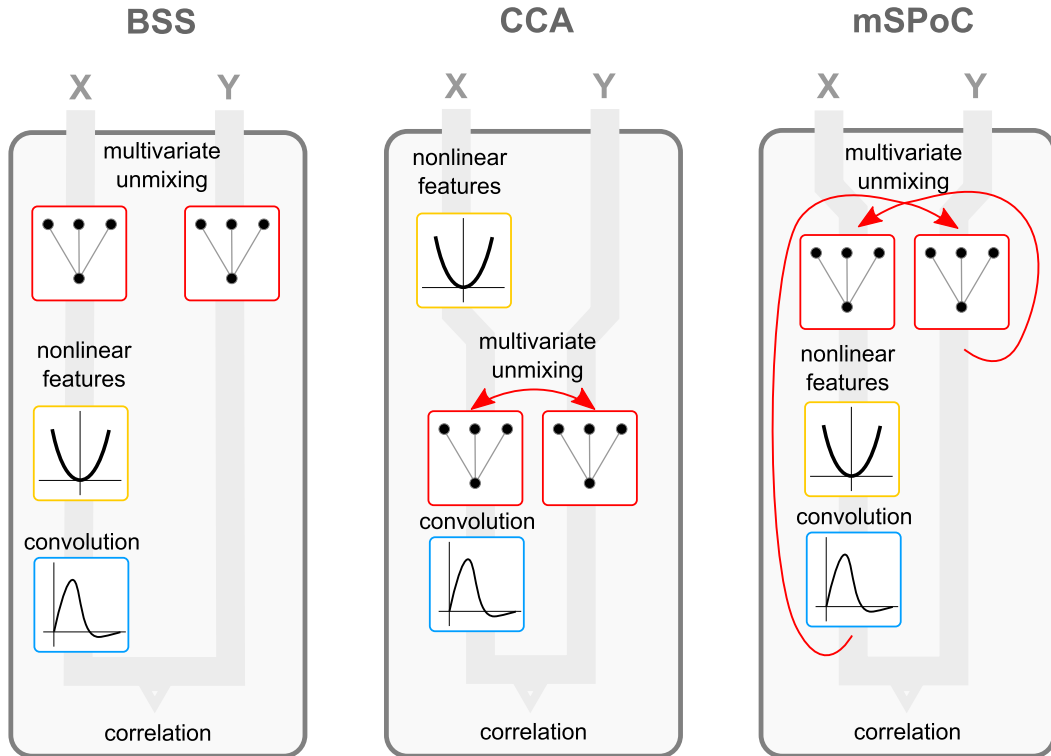 BSS
X Y
multivariate
unmixing
nonlinear
features
convolution
correlation
CCA
X Y
nonlinear
features
multivariate
unmixing
convolution
correlation
mSPoC
X Y
multivariate
unmixing
nonlinear
features
convolution
correlation